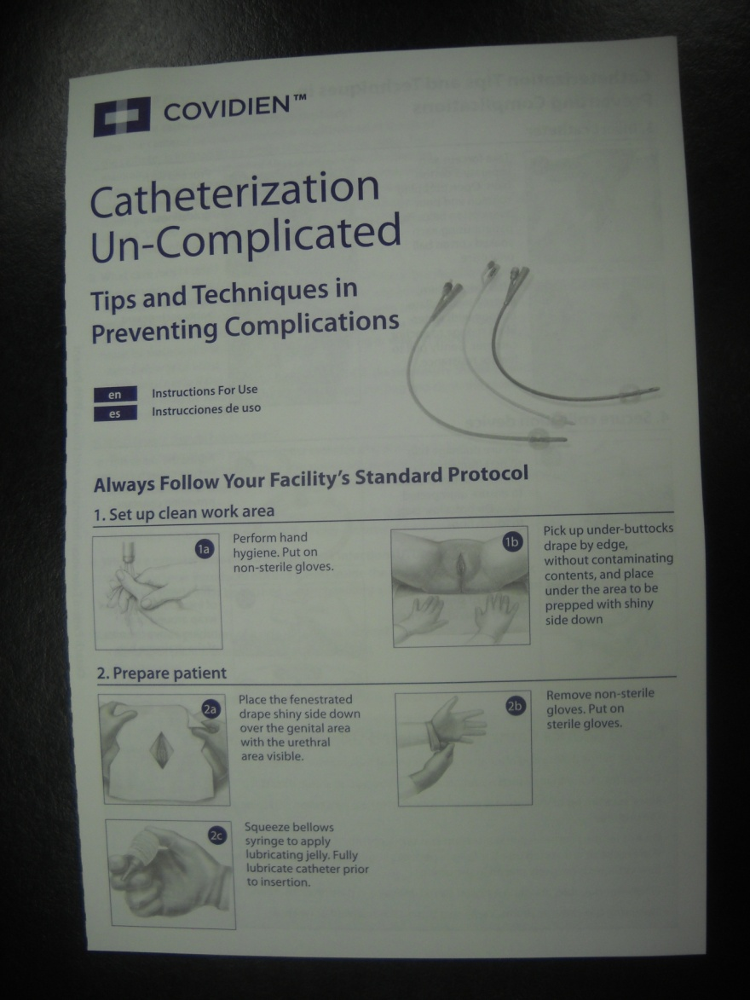 COVIDIEN™
Catheterization
Un-Complicated
Tips and Techniques in
Preventing Complications
en Instructions For Use
es Instrucciones de uso
Always Follow Your Facility's Standard Protocol
1. Set up clean work area
1a
Perform hand
hygiene. Put on
non-sterile gloves.
1b
Pick up under-buttocks
drape by edge,
without contaminating
contents, and place
under the area to be
prepped with shiny
side down
2. Prepare patient
2a
Place the fenestrated
drape shiny side down
over the genital area
with the urethral
area visible.
2b
Remove non-sterile
gloves. Put on
sterile gloves.
2c
Squeeze bellows
syringe to apply
lubricating jelly. Fully
lubricate catheter prior
to insertion.